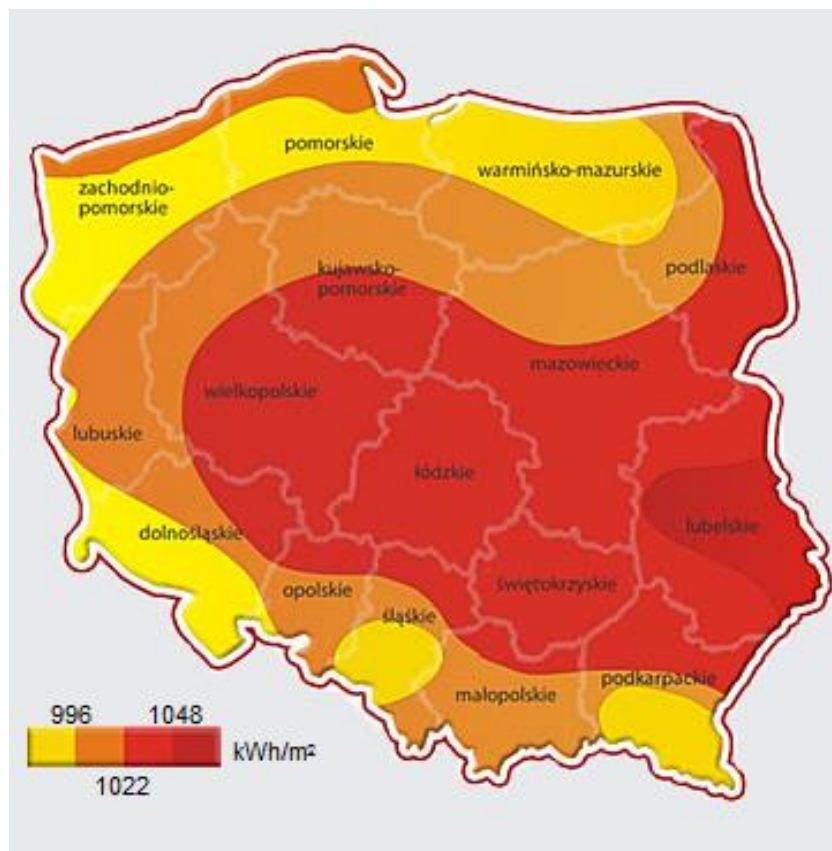 pomorskie
warmińsko-mazurskie
zachodnio-
pomorskie
podlaskie
kujawsko-
pomorskie
mazowieckie
wielkopolskie
lubuskie
łódzkie
lubelskie
dolnośląskie
opolskie
świętokrzyskie
śląskie
podkarpackie
małopolskie
996 1048
kWh/m²
1022